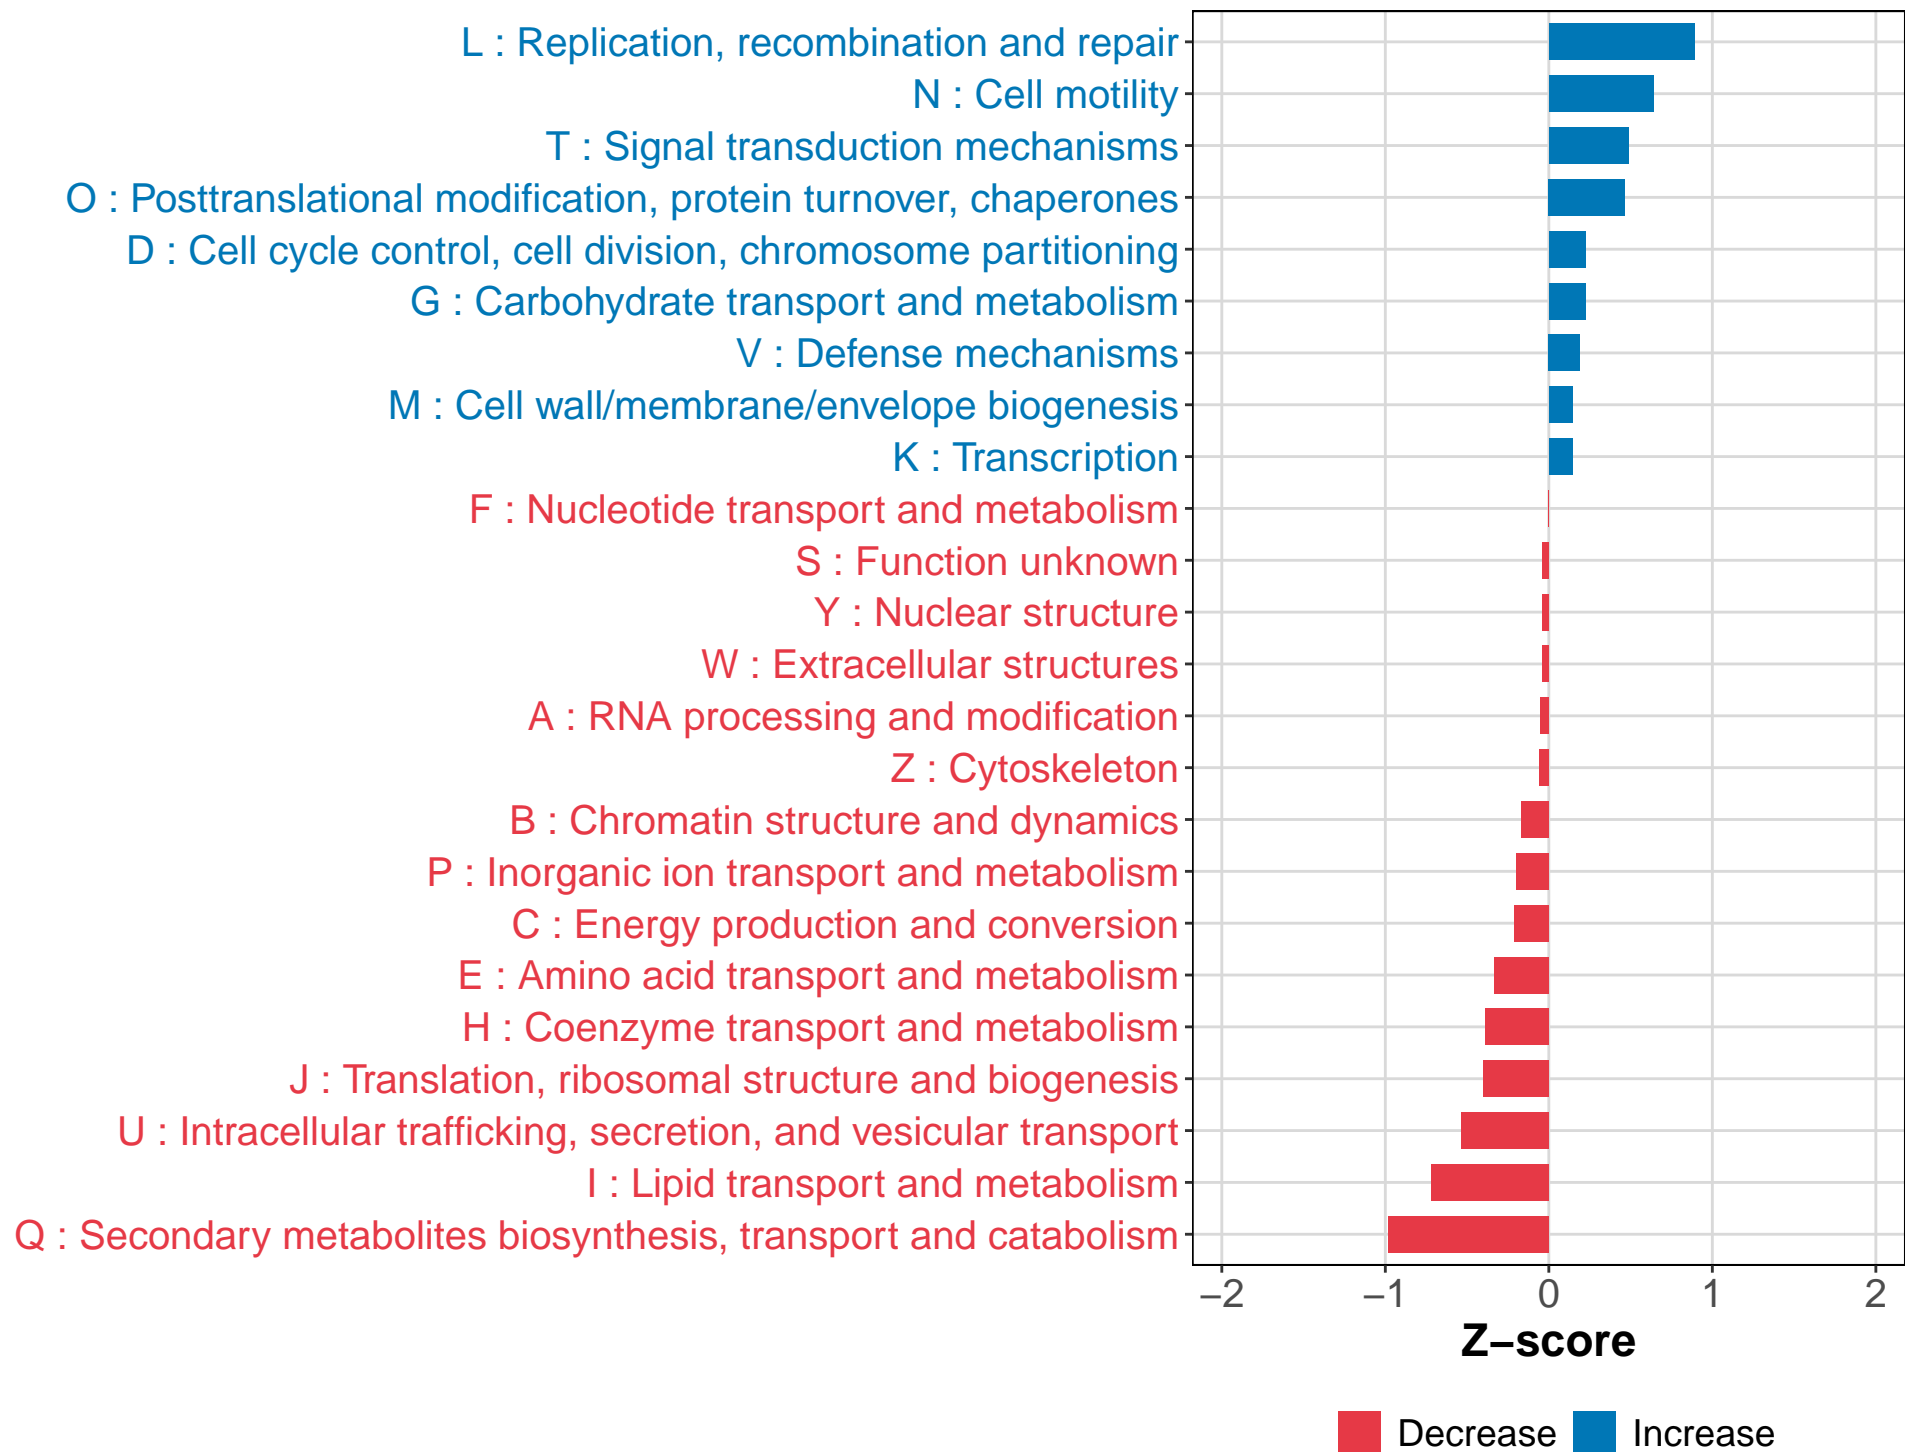 L : Replication, recombination and repair
N : Cell motility
T : Signal transduction mechanisms
O : Posttranslational modification, protein turnover, chaperones
D : Cell cycle control, cell division, chromosome partitioning
G : Carbohydrate transport and metabolism
V : Defense mechanisms
M : Cell wall/membrane/envelope biogenesis
K : Transcription
F : Nucleotide transport and metabolism
S : Function unknown
Y : Nuclear structure
W : Extracellular structures
A : RNA processing and modification
Z : Cytoskeleton
B : Chromatin structure and dynamics
P : Inorganic ion transport and metabolism
C : Energy production and conversion
E : Amino acid transport and metabolism
H : Coenzyme transport and metabolism
J : Translation, ribosomal structure and biogenesis
U : Intracellular trafficking, secretion, and vesicular transport
I : Lipid transport and metabolism
Q : Secondary metabolites biosynthesis, transport and catabolism
−2 −1 0 1 2
Z−score
Decrease Increase